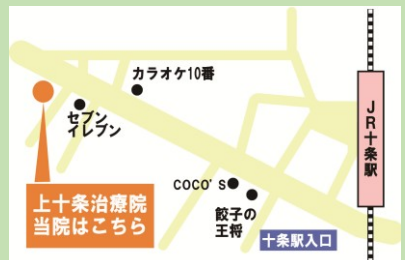 カラオケ10番
セブン
イレブン
JR十条駅
上十条治療院
当院はこちら
COCO'S
餃子の
王将
十条駅入口